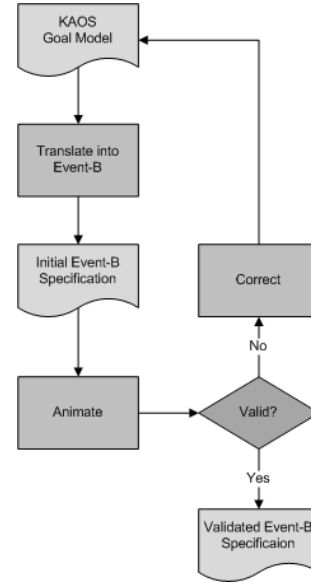 KAOS
Goal Model
Translate into
Event-B
Initial Event-B
Specification
Correct
No
Animate
Valid?
Yes
Validated Event-B
Specificaion